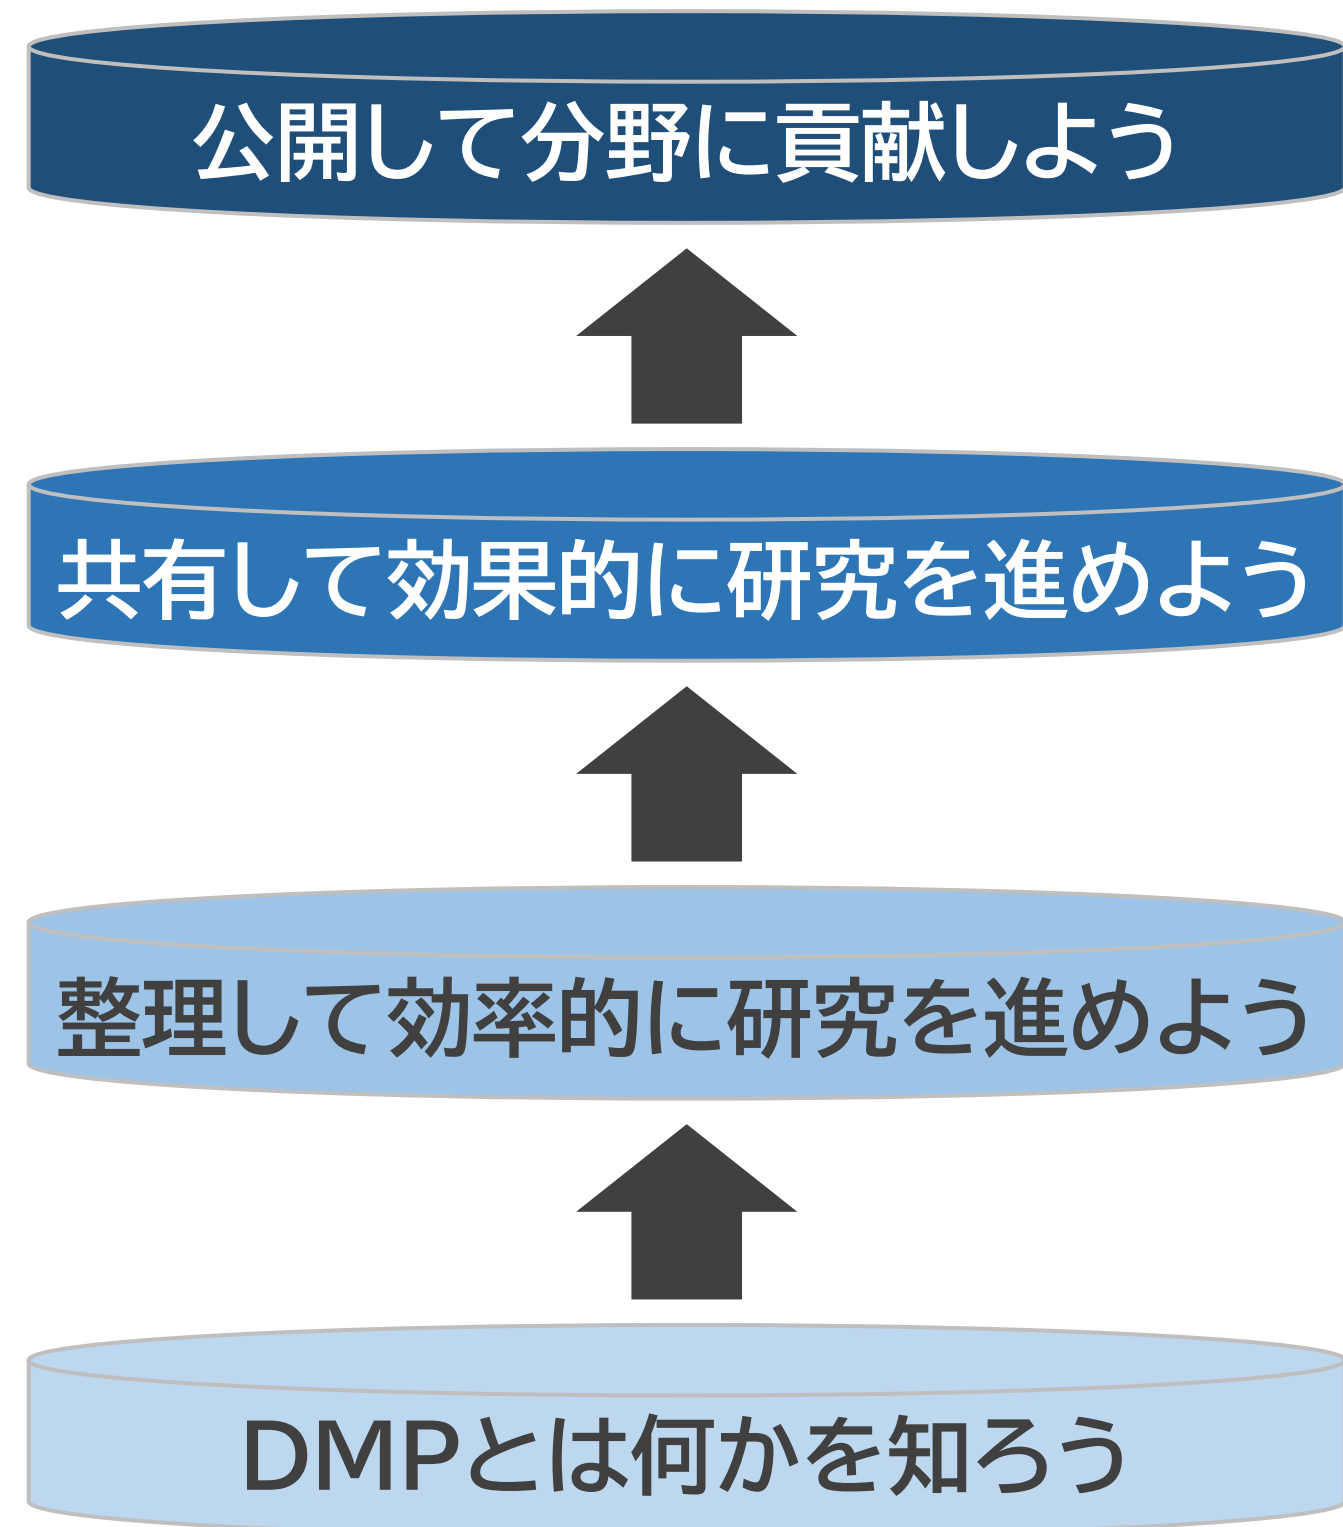 公開して分野に貢献しよう
共有して効果的に研究を進めよう
整理して効率的に研究を進めよう
DMPとは何かを知ろう